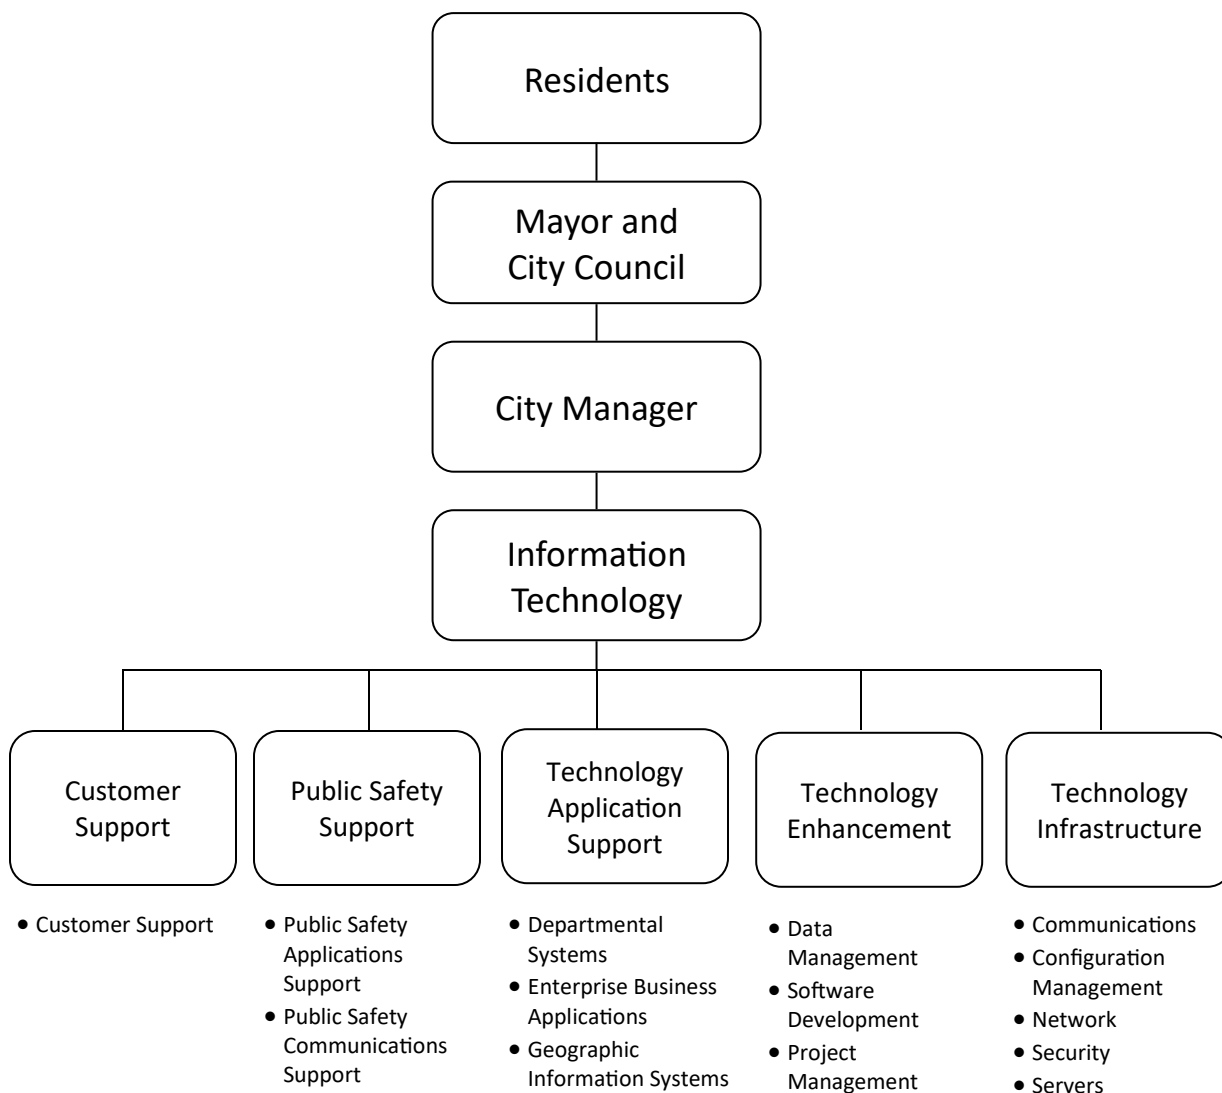 Residents
Mayor and
City Council
City Manager
Information
Technology
Customer
Support
Public Safety
Support
Technology
Application
Support
Technology
Enhancement
Technology
Infrastructure
• Customer Support
• Public Safety
Applications
Support
• Public Safety
Communications
Support
• Departmental
Systems
• Enterprise Business
Applications
• Geographic
Information Systems
• Data
Management
• Software
Development
• Project
Management
• Communications
• Configuration
Management
• Network
• Security
• Servers